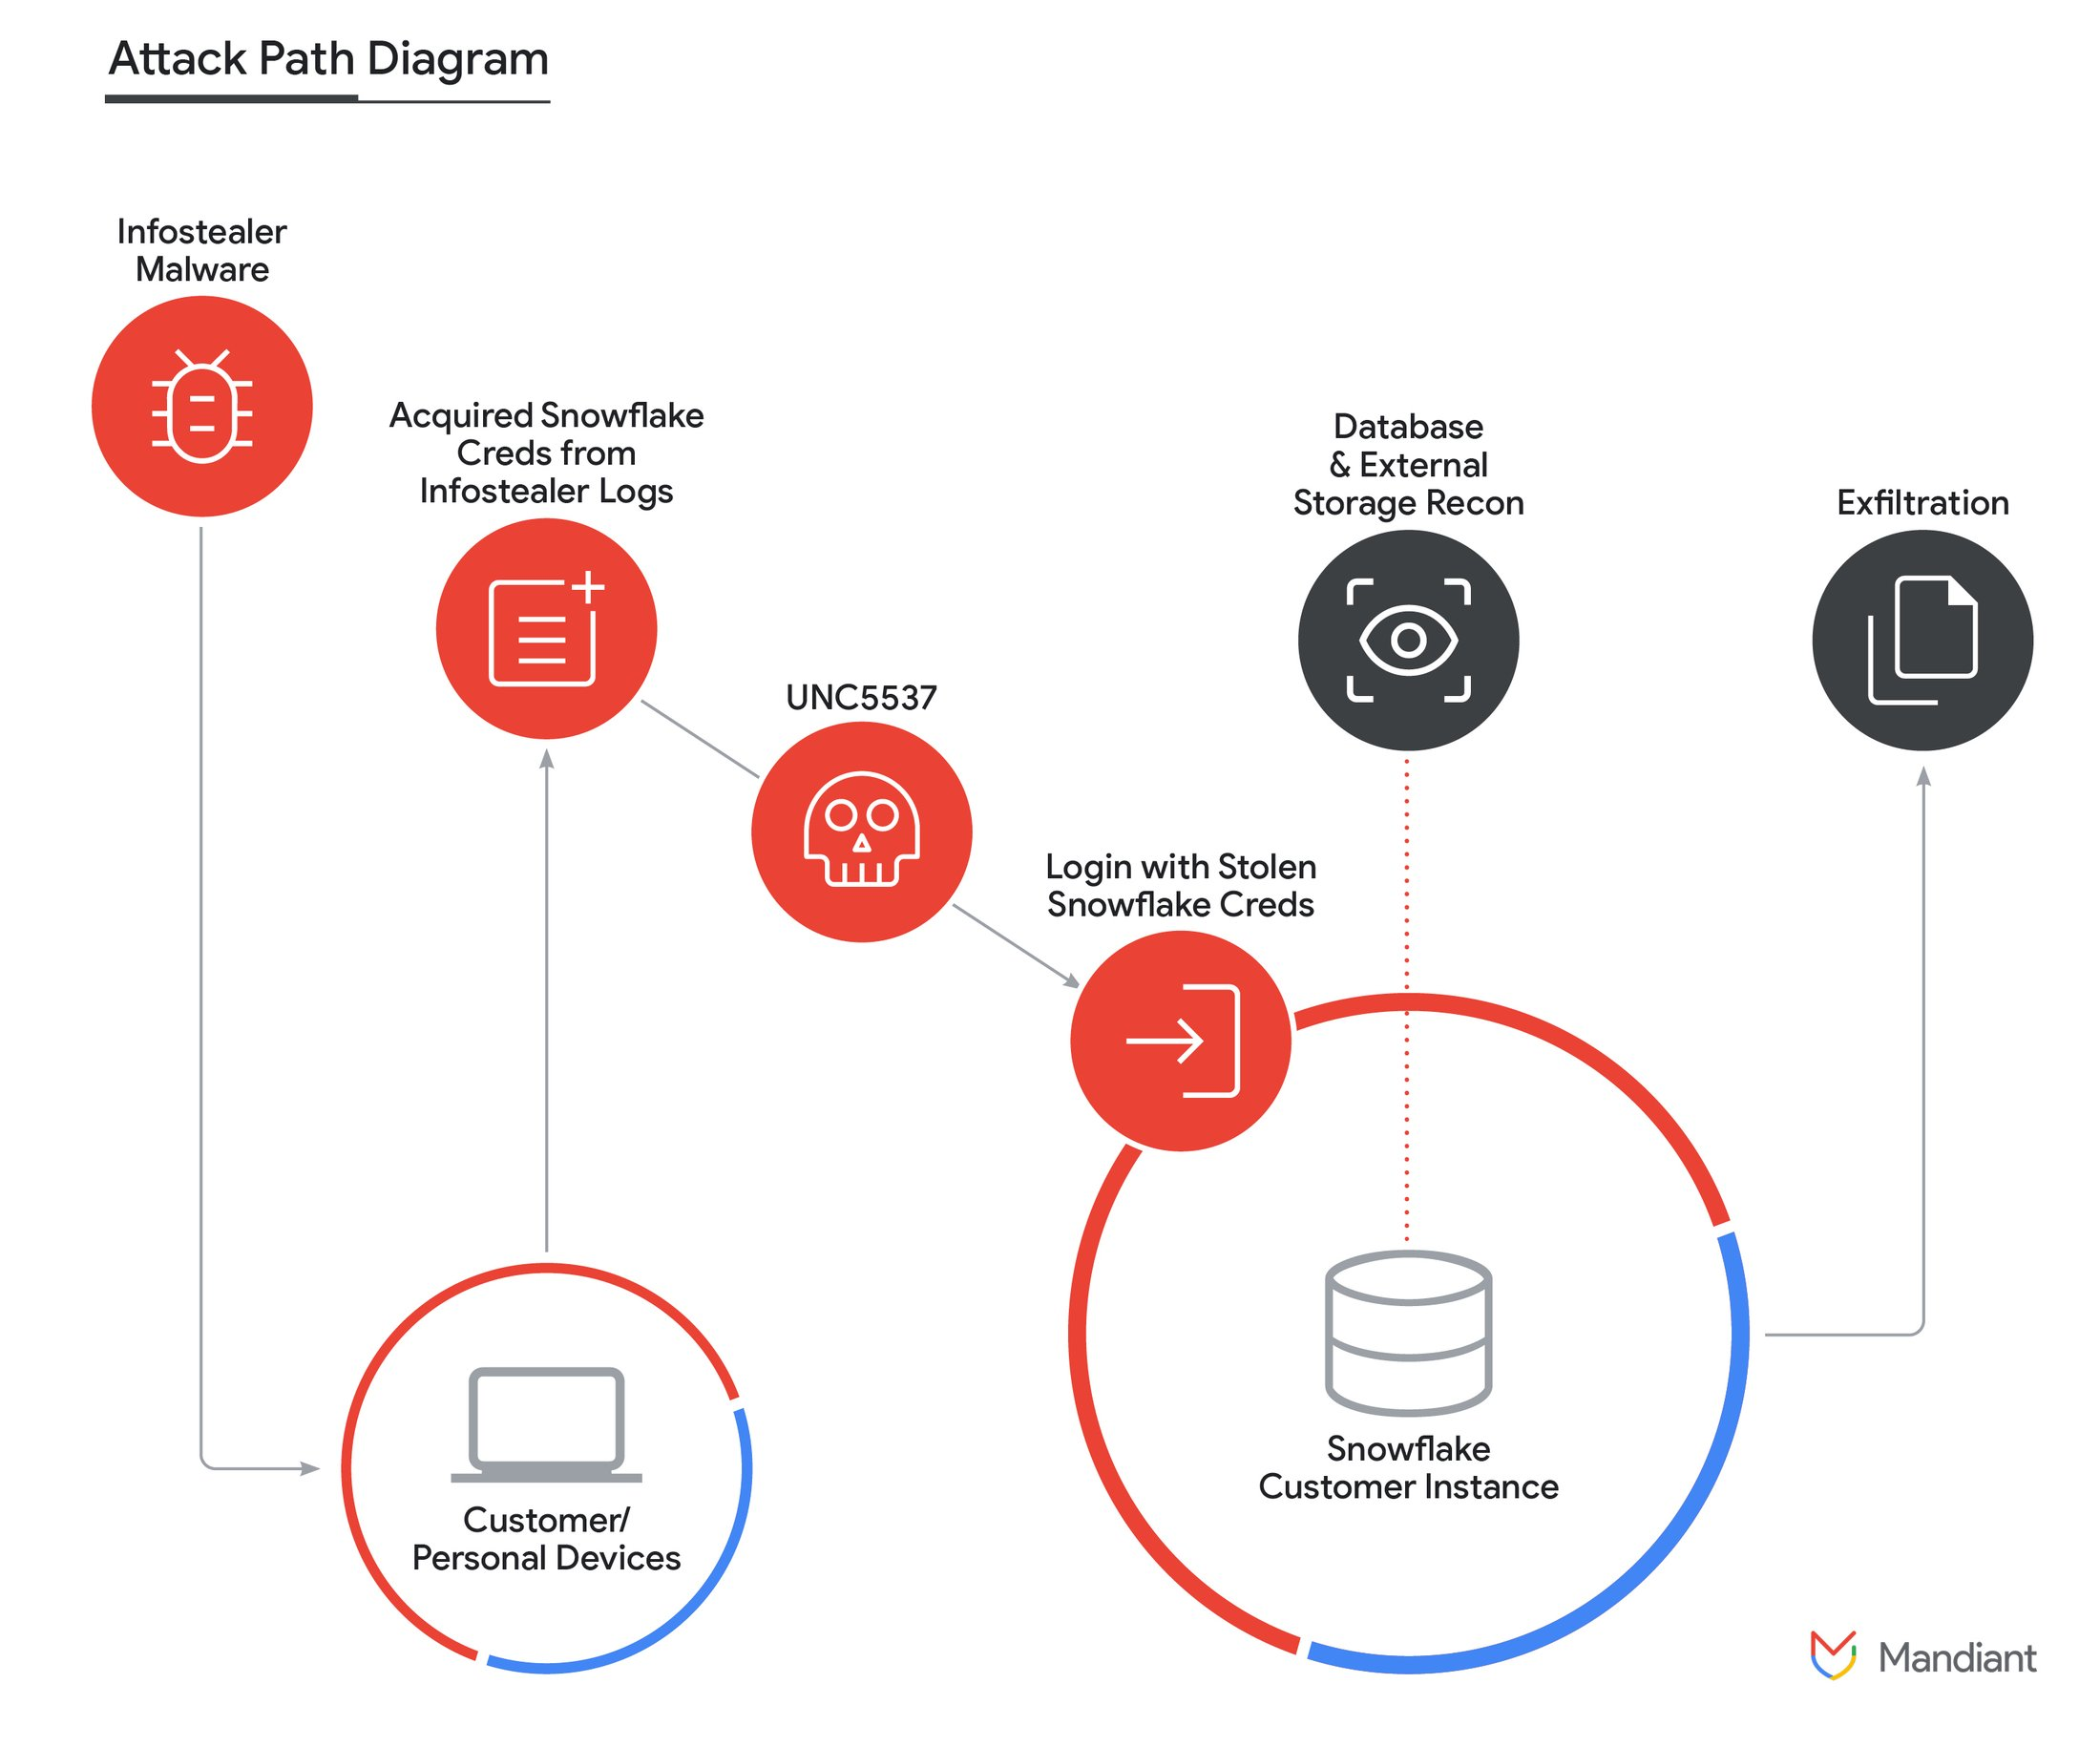 Attack Path Diagram
Infostealer
Malware
Acquired Snowflake
Creds from
Infostealer Logs
UNC5537
Login with Stolen
Snowflake Creds
Database
& External
Storage Recon
Exfiltration
Customer/
Personal Devices
Snowflake
Customer Instance
Mandiant